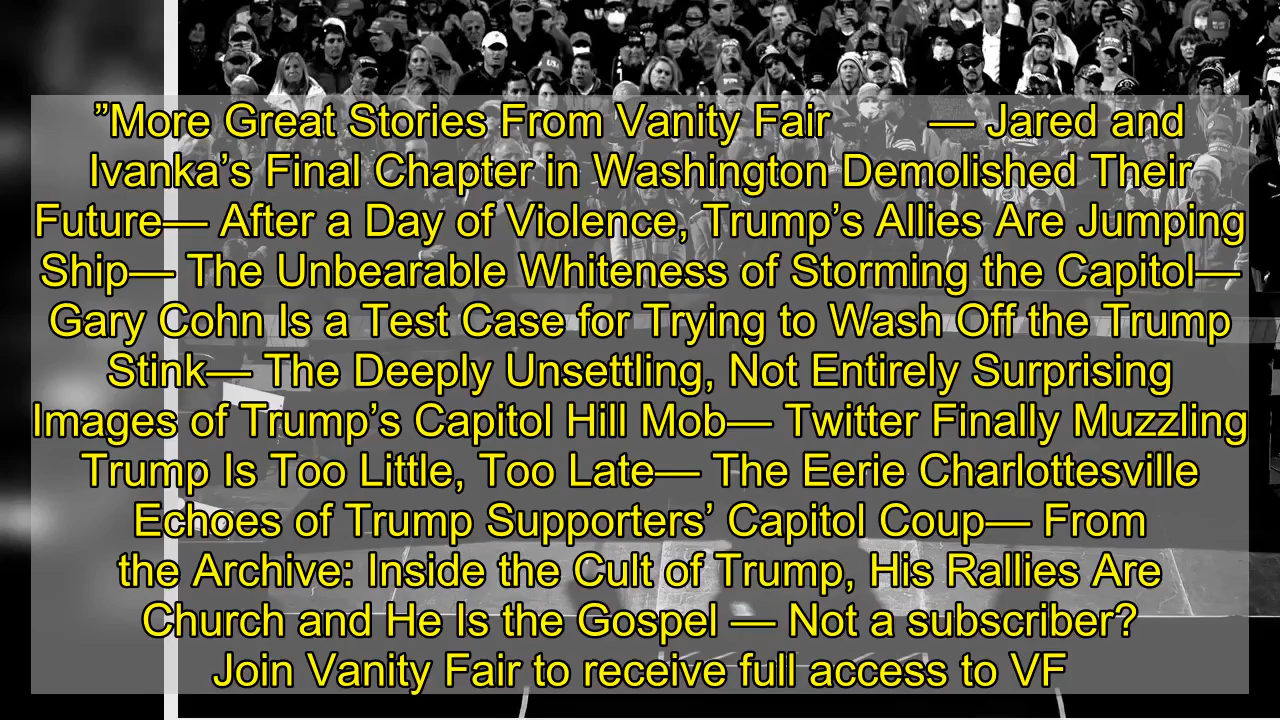 ”More Great Stories From Vanity Fair — Jared and
Ivanka’s Final Chapter in Washington Demolished Their
Future— After a Day of Violence, Trump’s Allies Are Jumping
Ship— The Unbearable Whiteness of Storming the Capitol—
Gary Cohn Is a Test Case for Trying to Wash Off the Trump
Stink— The Deeply Unsettling, Not Entirely Surprising
Images of Trump’s Capitol Hill Mob— Twitter Finally Muzzling
Trump Is Too Little, Too Late— The Eerie Charlottesville
Echoes of Trump Supporters’ Capitol Coup— From
the Archive: Inside the Cult of Trump, His Rallies Are
Church and He Is the Gospel — Not a subscriber?
Join Vanity Fair to receive full access to VF